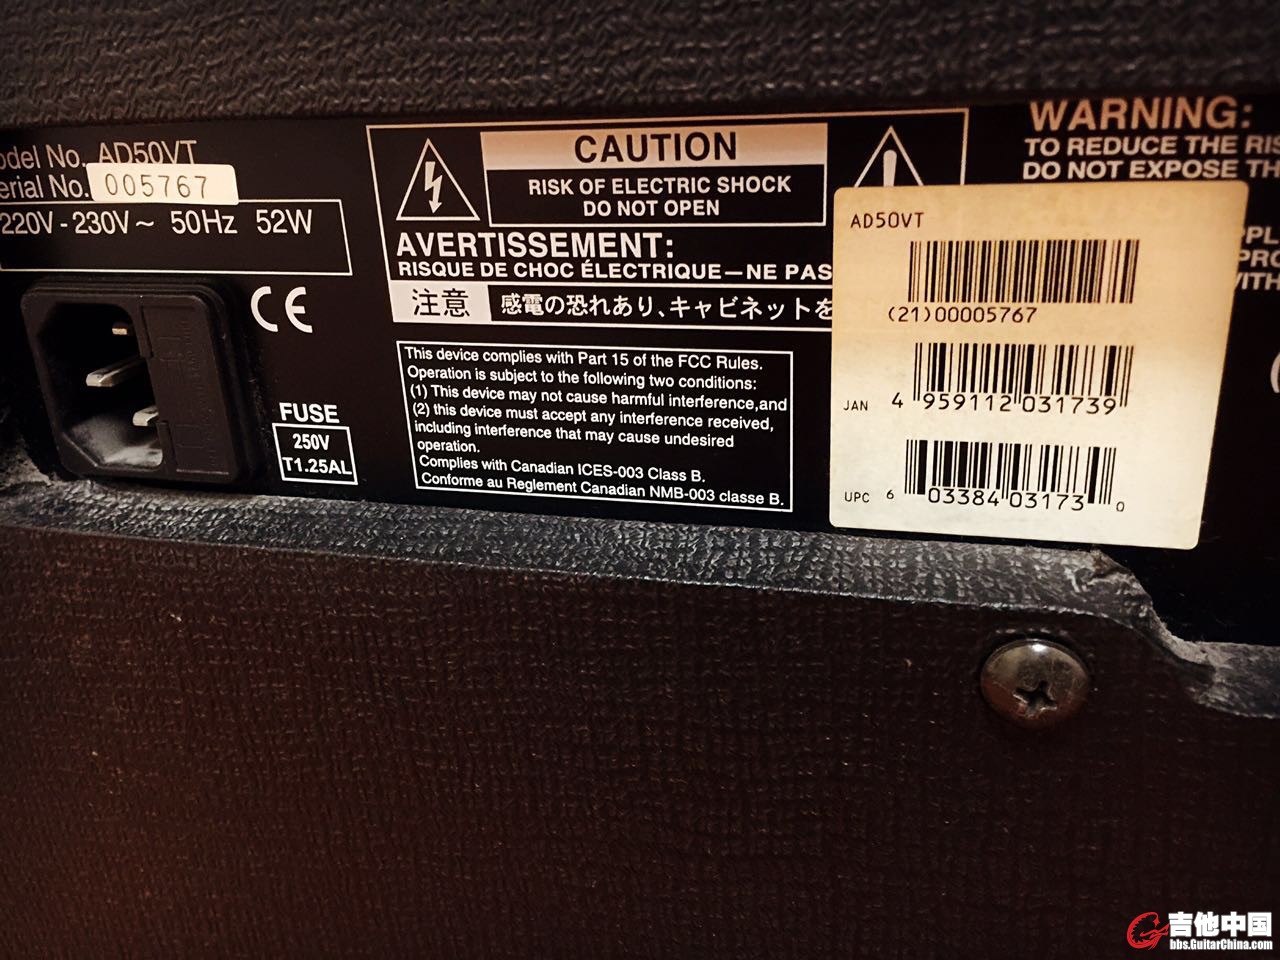 odel No. AD50VT
erial No. 005767
220V - 230V~ 50Hz 52W
CE
FUSE
250V
T1.25AL
CAUTION
RISK OF ELECTRIC SHOCK
DO NOT OPEN
AVERTISSEMENT:
RISQUE DE CHOC ÉLECTRIQUE—NE PAS
注意 感電の恐れあり、キャビネットを
This device complies with Part 15 of the FCC Rules.
Operation is subject to the following two conditions:
(1) This device may not cause harmful interference,and
(2) this device must accept any interference received,
including interference that may cause undesired
operation.
Complies with Canadian ICES-003 Class B.
Conforme au Reglement Canadian NMB-003 classe B.
WARNING:
TO REDUCE THE RIS
DO NOT EXPOSE TH
PPL
PRO
WITH
AD50VT
(21)00005767
JAN 4 959112 031739
UPC 6 03384 03173 0
吉他中国
bbs.GuitarChina.com